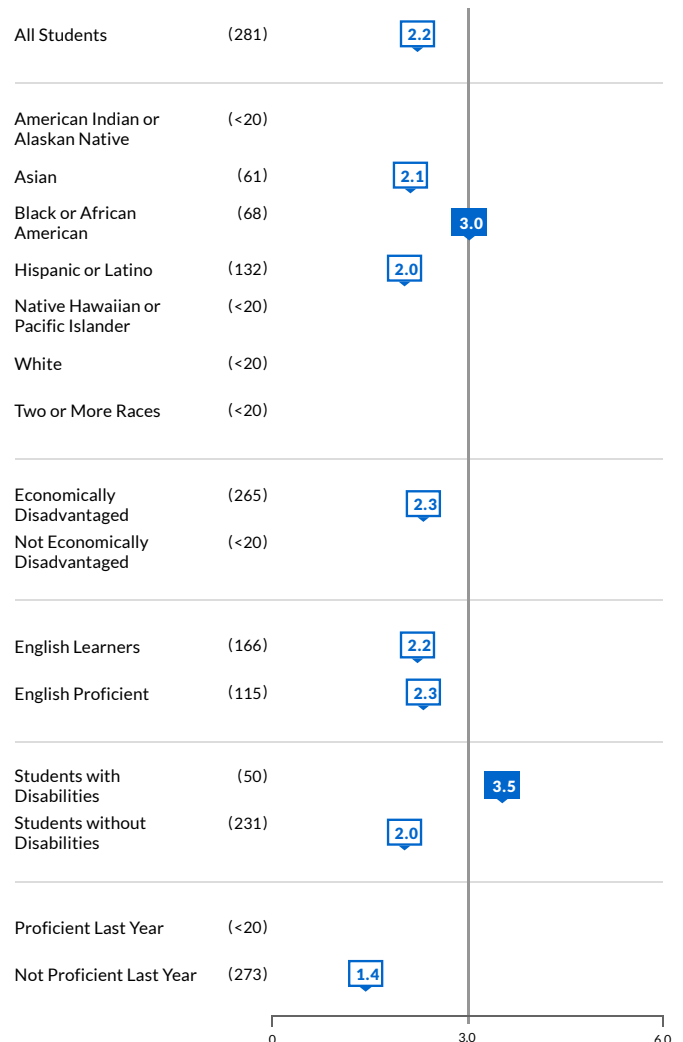 All Students (281) 2.2
American Indian or (<20)
Alaskan Native
Asian (61) 2.1
Black or African (68) 3.0
American
Hispanic or Latino (132) 2.0
Native Hawaiian or (<20)
Pacific Islander
White (<20)
Two or More Races (<20)
Economically (265) 2.3
Disadvantaged
Not Economically (<20)
Disadvantaged
English Learners (166) 2.2
English Proficient (115) 2.3
Students with (50) 3.5
Disabilities
Students without (231) 2.0
Disabilities
Proficient Last Year (<20)
Not Proficient Last Year (273) 1.4
0 3.0 6.0